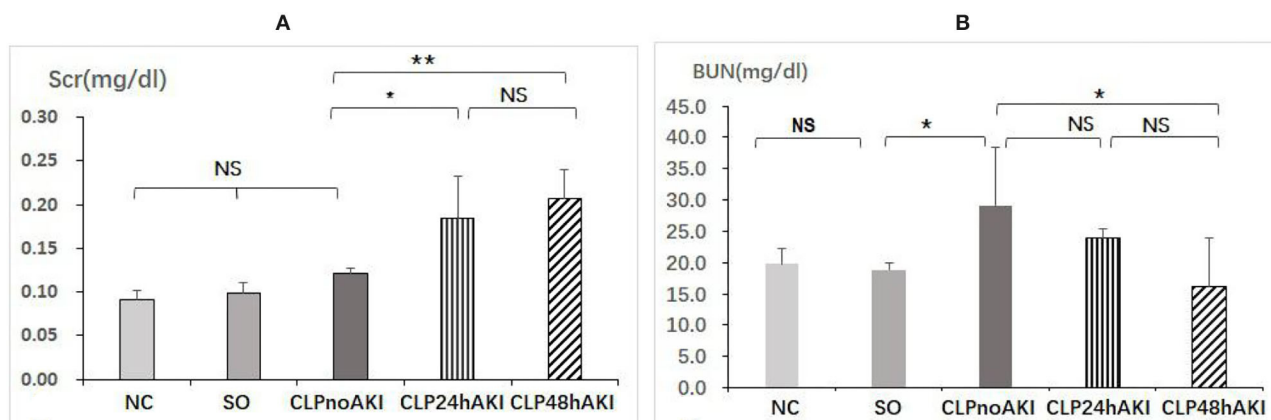 A
B
Scr(mg/dl)
**
*
NS
NS
0.30
0.25
0.20
0.15
0.10
0.05
0.00
NC SO CLPnoAKI CLP24hAKI CLP48hAKI
BUN(mg/dl)
*
NS
*
NS
NS
45.0
40.0
35.0
30.0
25.0
20.0
15.0
10.0
5.0
0.0
NC SO CLPnoAKI CLP24hAKI CLP48hAKI